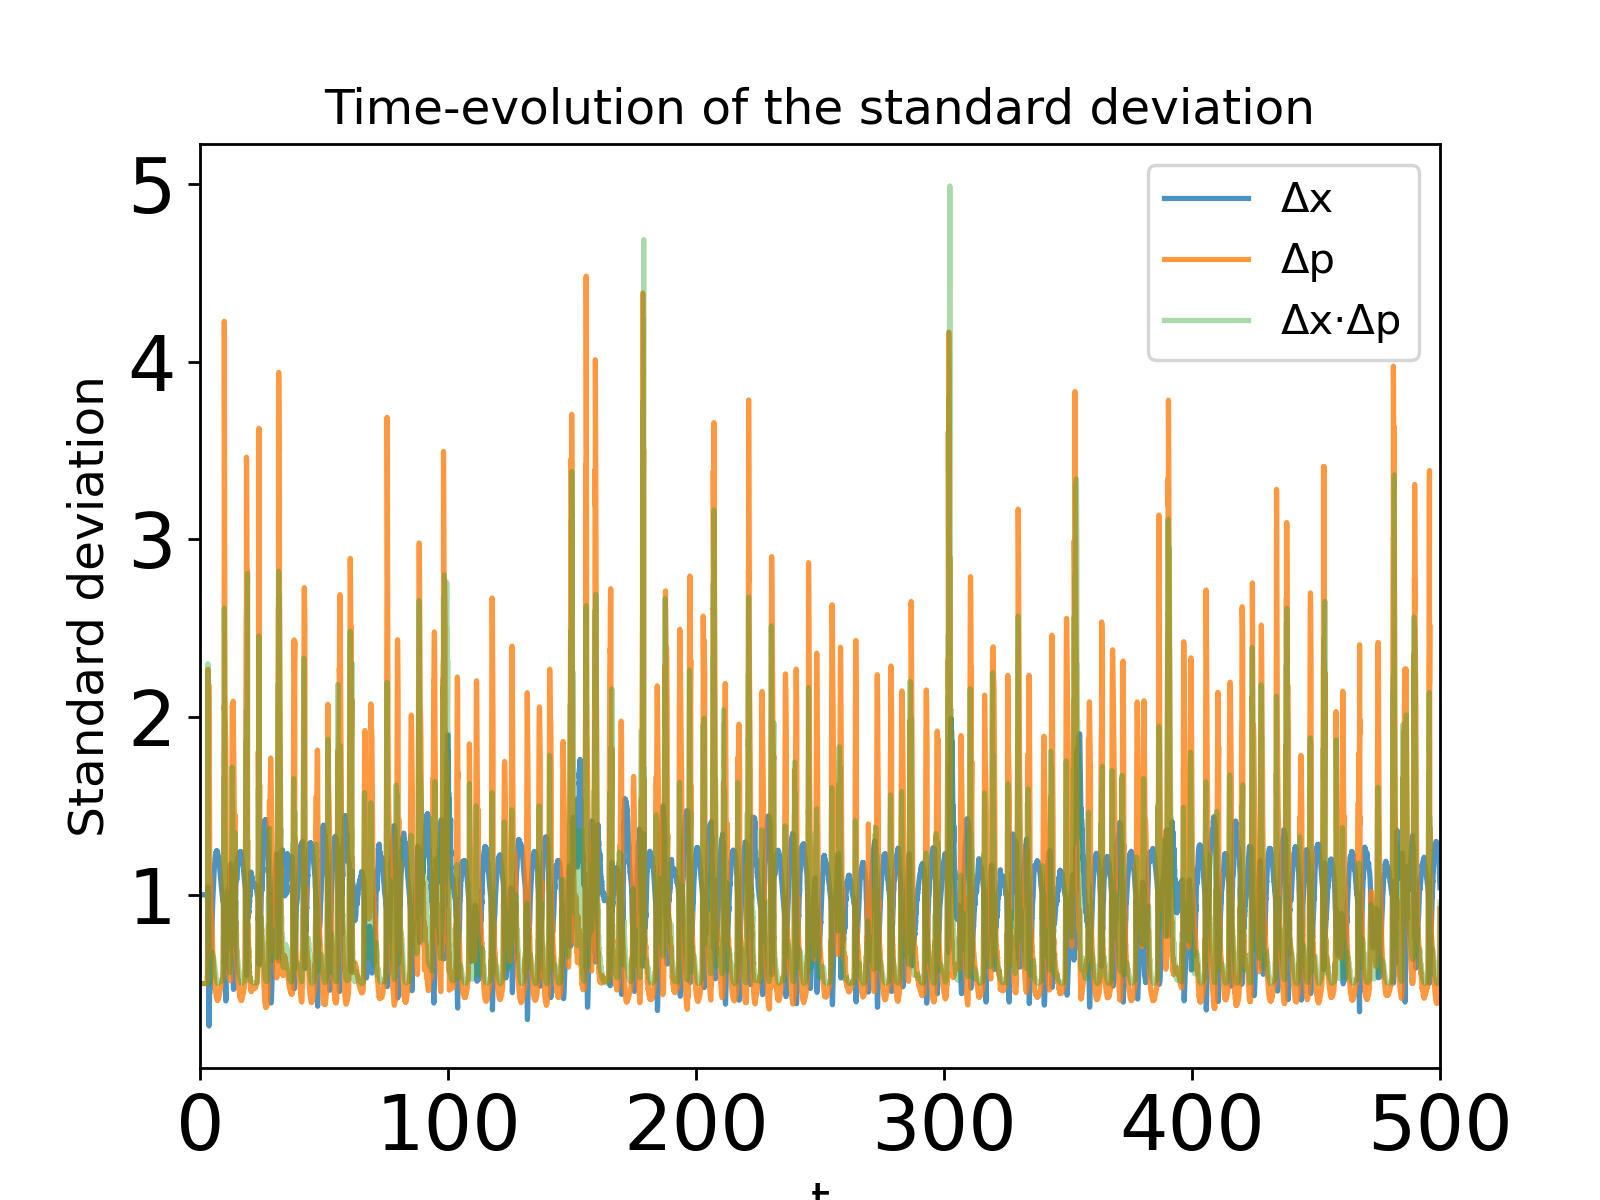 Time-evolution of the standard deviation
Standard deviation
5
4
3
2
1
Δx
Δp
Δx·Δp
0 100 200 300 400 500
t